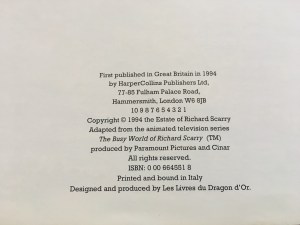 First published in Great Britain in 1994
by HarperCollins Publishers Ltd,
77-85 Fulham Palace Road,
Hammersmith, London W6 8JB
10 9 8 7 6 5 4 3 2 1
Copyright © 1994 the Estate of Richard Scarry
Adapted from the animated television series
The Busy World of Richard Scarry (TM)
produced by Paramount Pictures and Cinar
All rights reserved.
ISBN: 0 00 664551 8
Printed and bound in Italy
Designed and produced by Les Livres du Dragon d'Or.